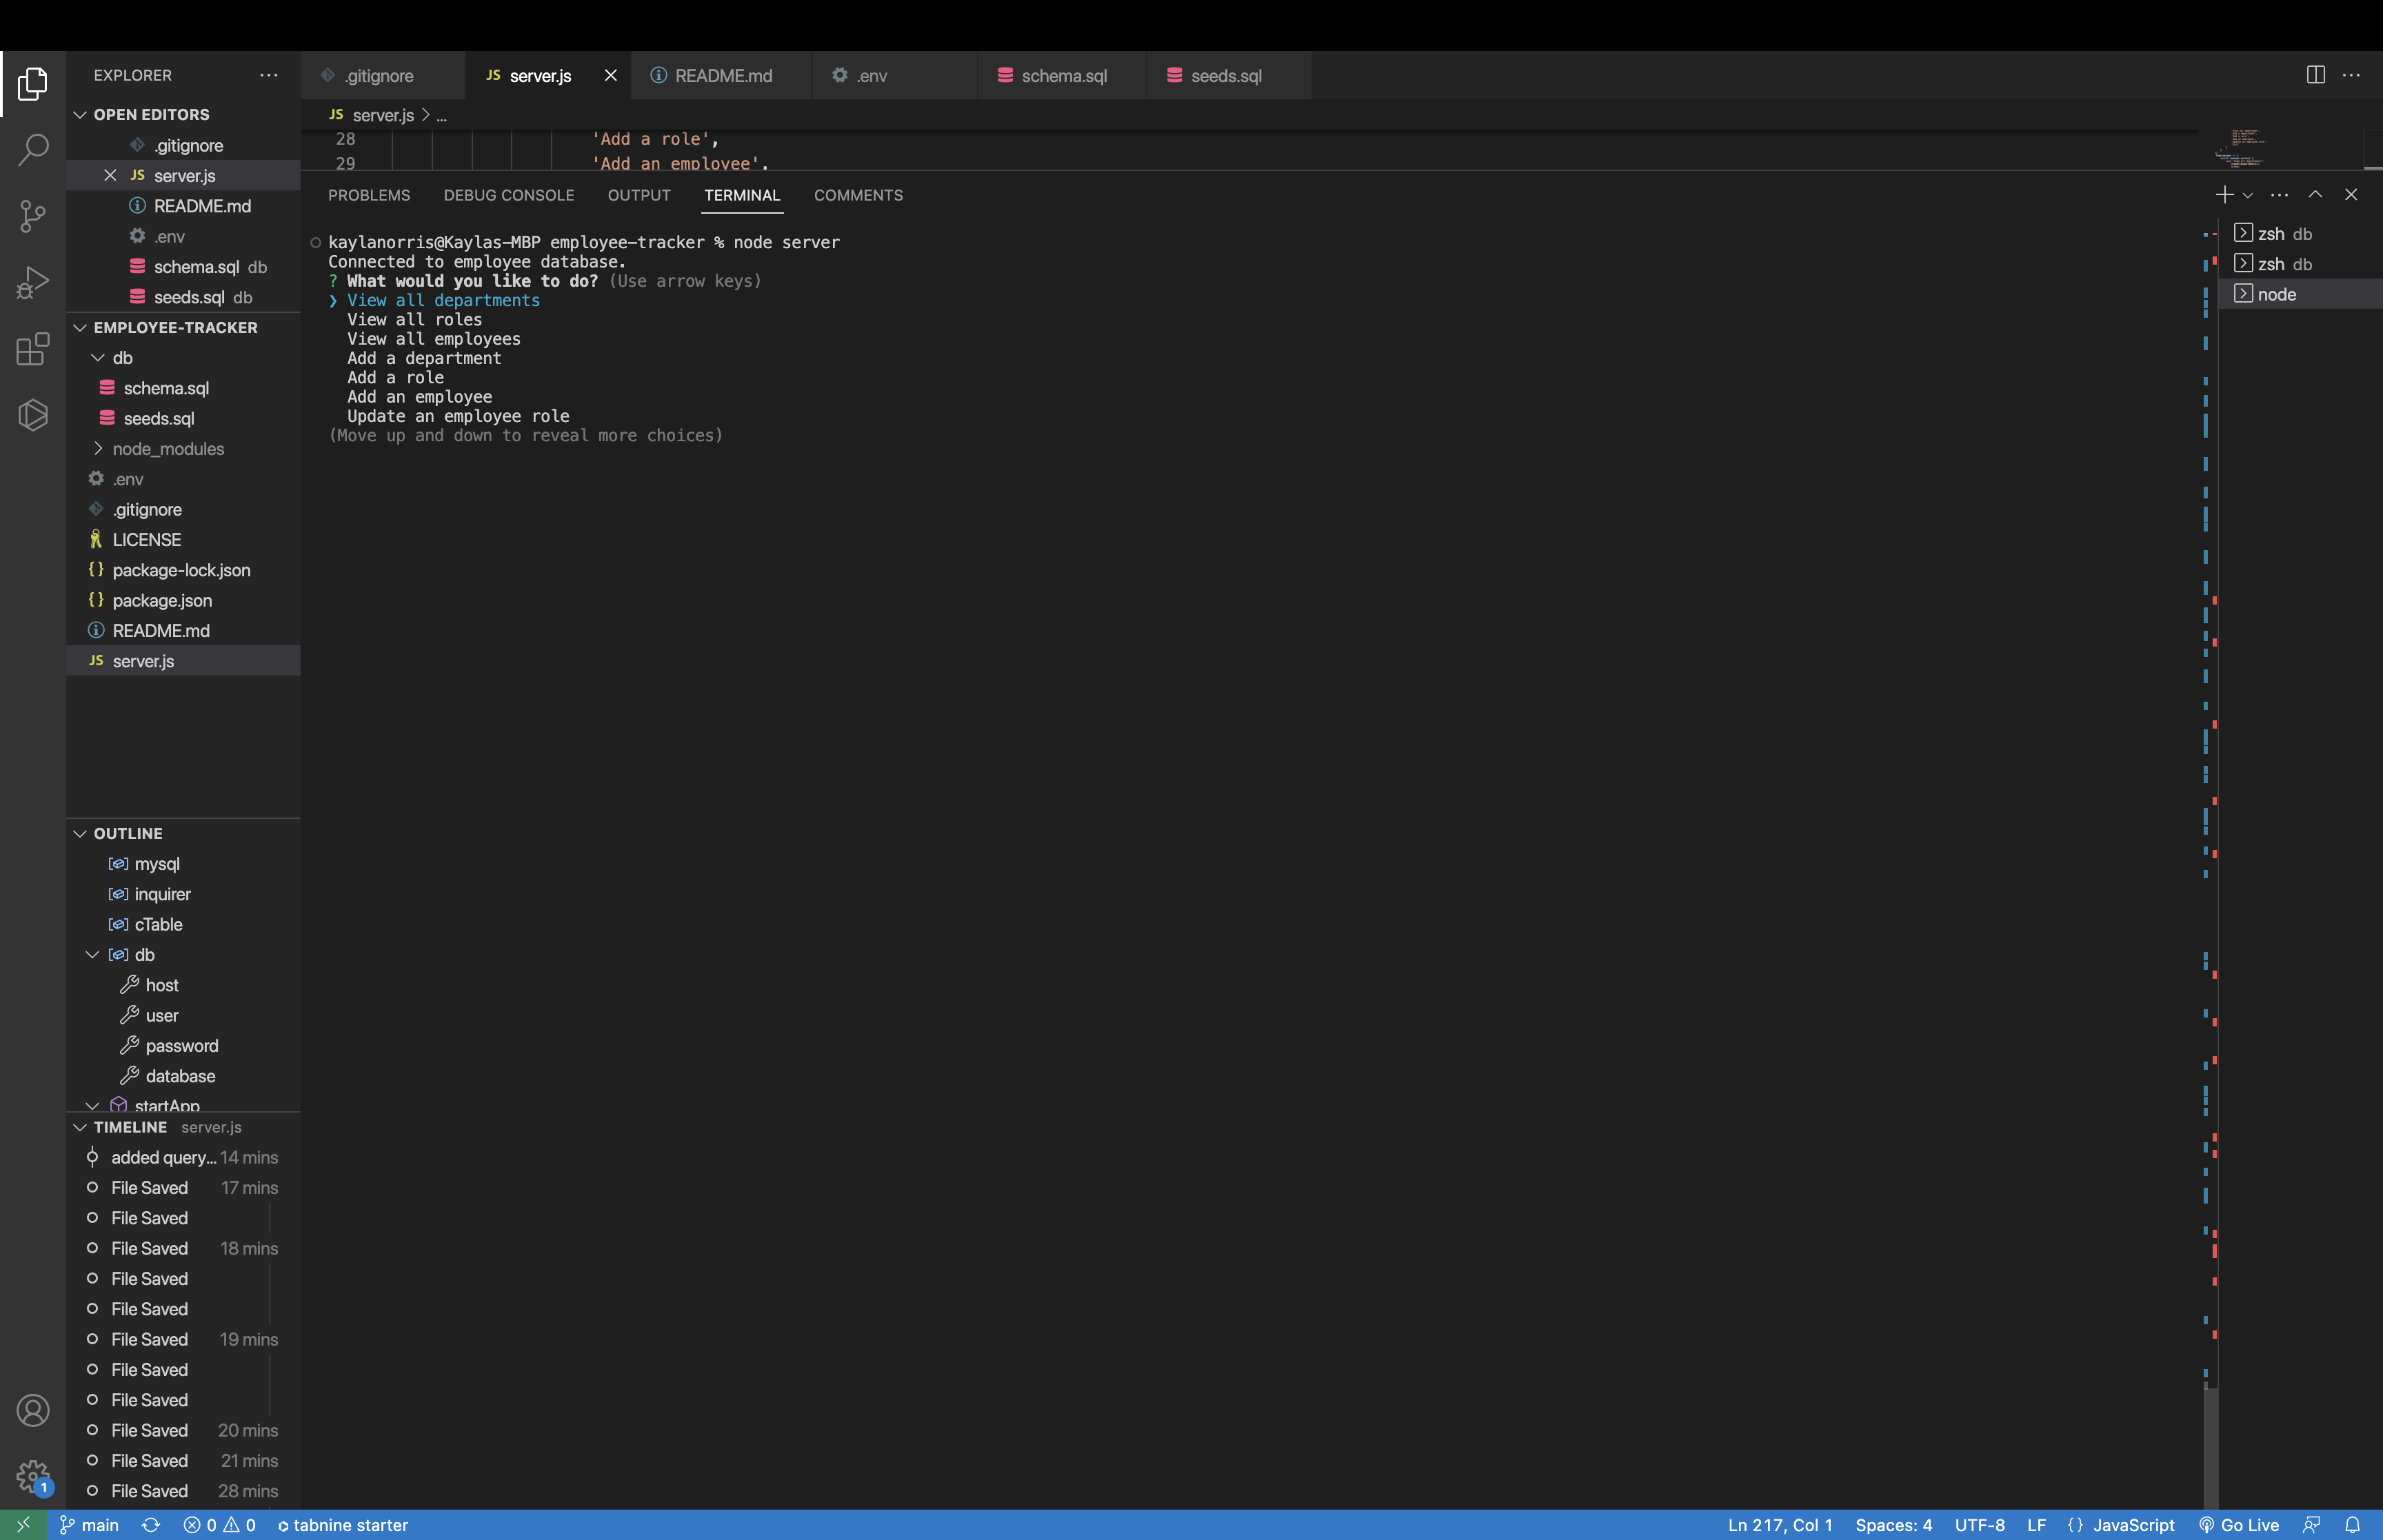 EXPLORER
OPEN EDITORS
.gitignore
JS server.js
README.md
.env
schema.sql db
seeds.sql db
EMPLOYEE-TRACKER
db
schema.sql
seeds.sql
node_modules
.env
.gitignore
LICENSE
{} package-lock.json
{} package.json
README.md
JS server.js
OUTLINE
mysql
inquirer
cTable
db
host
user
password
database
startApp
TIMELINE server.js
added query... 14 mins
File Saved 17 mins
File Saved
File Saved 18 mins
File Saved
File Saved
File Saved 19 mins
File Saved
File Saved
File Saved 20 mins
File Saved 21 mins
File Saved 28 mins
.gitignore
JS server.js
README.md
.env
schema.sql
seeds.sql
JS server.js > ...
28 'Add a role',
29 'Add an employee',
PROBLEMS DEBUG CONSOLE OUTPUT TERMINAL COMMENTS
kaylanorris@Kaylas-MBP employee-tracker % node server
Connected to employee database.
? What would you like to do? (Use arrow keys)
❯ View all departments
View all roles
View all employees
Add a department
Add a role
Add an employee
Update an employee role
(Move up and down to reveal more choices)
zsh db
zsh db
node
1
main 0 0 tabnine starter
Ln 217, Col 1 Spaces: 4 UTF-8 LF {} JavaScript Go Live